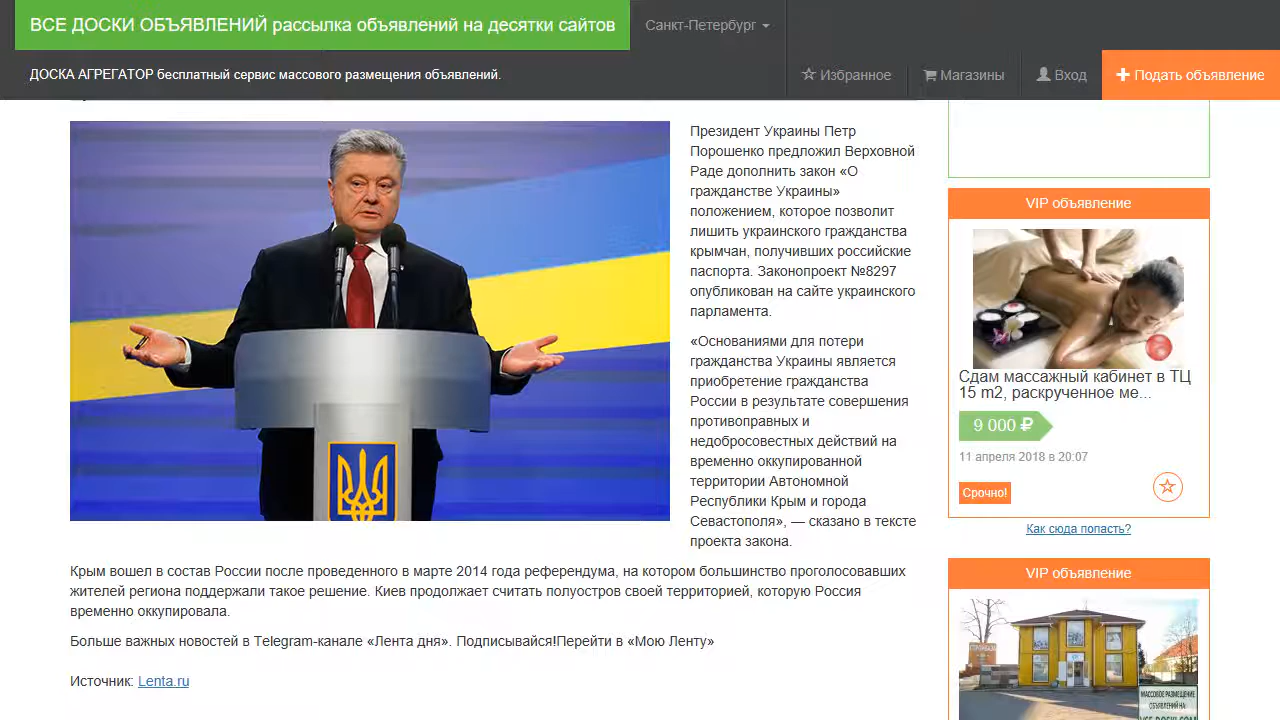 ВСЕ ДОСКИ ОБЪЯВЛЕНИЙ рассылка объявлений на десятки сайтов
Санкт-Петербург
ДОСКА АГРЕГАТОР бесплатный сервис массового размещения объявлений.
Избранное
Магазины
Вход
Подать объявление
Президент Украины Петр
Порошенко предложил Верховной
Раде дополнить закон «О
гражданстве Украины»
положением, которое позволит
лишить украинского гражданства
крымчан, получивших российские
паспорта. Законопроект №8297
опубликован на сайте украинского
парламента.
«Основаниями для потери
гражданства Украины является
приобретение гражданства
России в результате совершения
противоправных и
недобросовестных действий на
временно оккупированной
территории Автономной
Республики Крым и города
Севастополя», — сказано в тексте
проекта закона.
Крым вошел в состав России после проведенного в марте 2014 года референдума, на котором большинство проголосовавших
жителей региона поддержали такое решение. Киев продолжает считать полуостров своей территорией, которую Россия
временно оккупировала.
Больше важных новостей в Telegram-канале «Лента дня». Подписывайся!Перейти в «Мою Ленту»
Источник: Lenta.ru
VIP объявление
Сдам массажный кабинет в ТЦ
15 m2, раскрученное ме...
9 000 ₽
11 апреля 2018 в 20:07
Срочно!
Как сюда попасть?
VIP объявление
МАССОВОЕ РАЗМЕЩЕНИЕ
ОБЪЯВЛЕНИЙ НА: